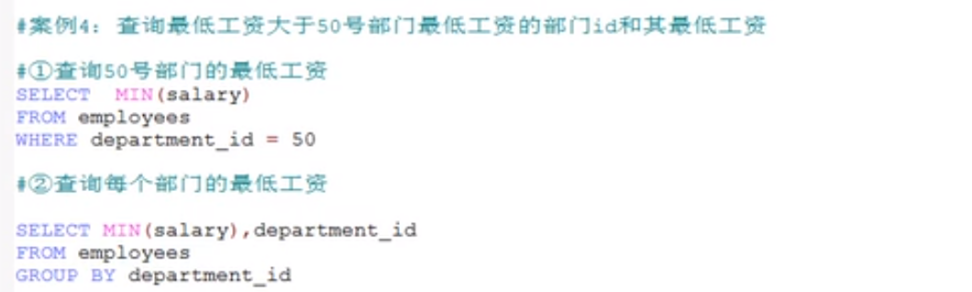 #案例4：查询最低工资大于50号部门最低工资的部门id和其最低工资
#①查询50号部门的最低工资
SELECT  MIN(salary)
FROM employees
WHERE department_id = 50
#②查询每个部门的最低工资
SELECT MIN(salary),department_id
FROM employees
GROUP BY department_id